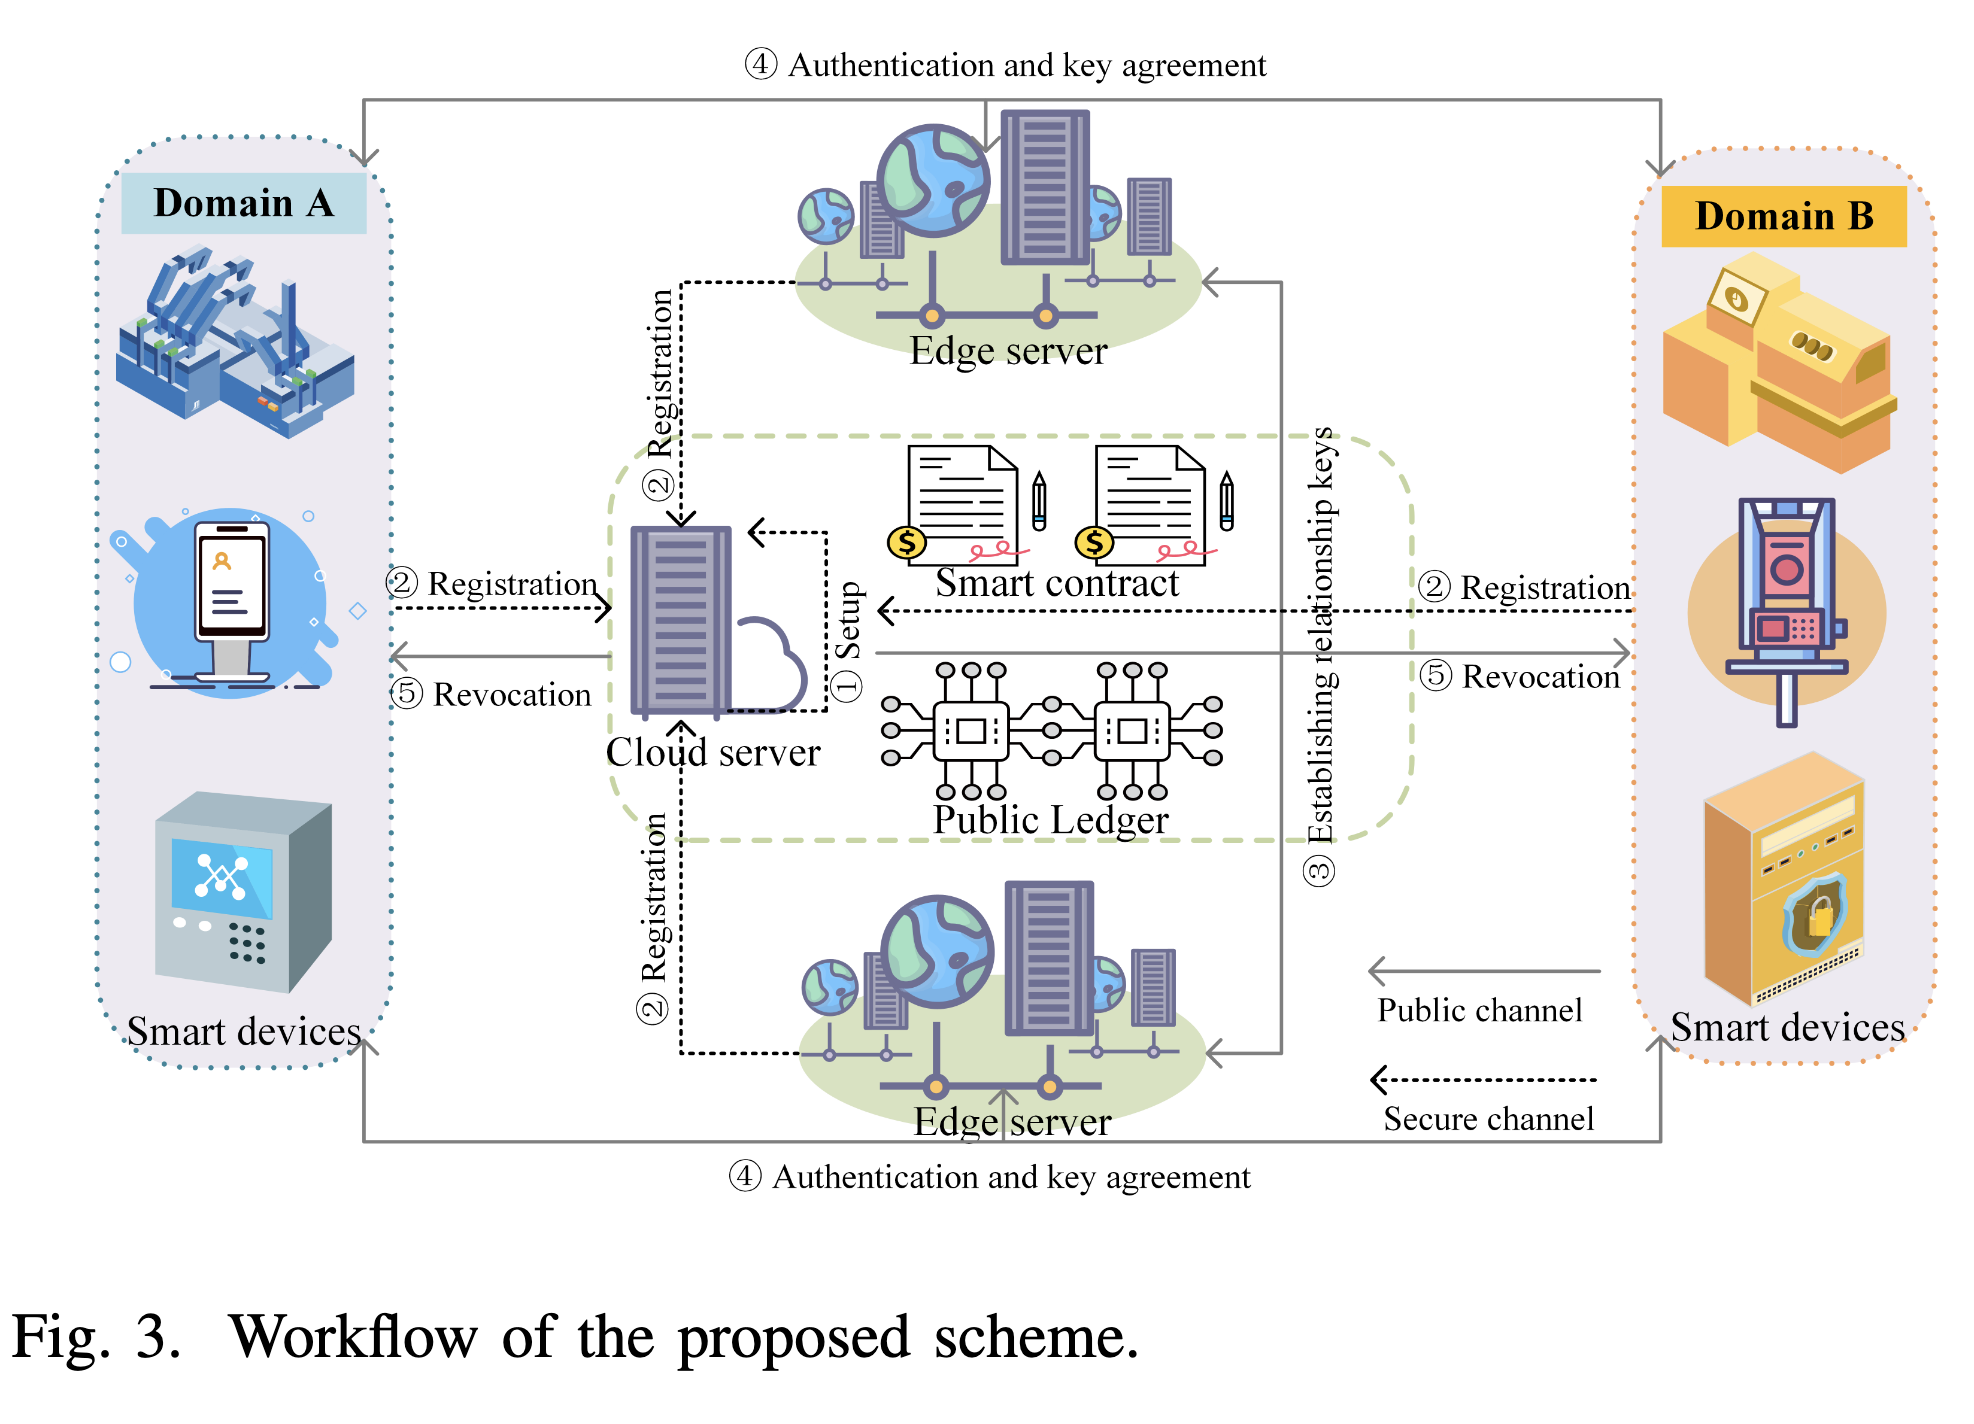 ④ Authentication and key agreement
Domain A
Domain B
Edge server
② Registration
Smart contract
② Registration
② Registration
① Setup
③ Establishing relationship keys
⑤ Revocation
⑤ Revocation
Cloud server
Public Ledger
② Registration
Smart devices
Smart devices
Public channel
Edge server
Secure channel
④ Authentication and key agreement
Fig. 3. Workflow of the proposed scheme.